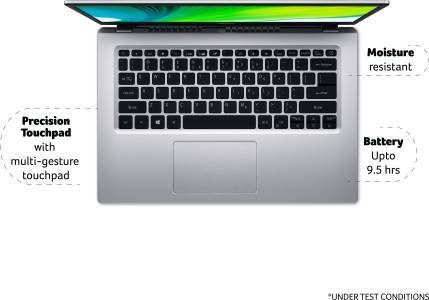 Moisture
resistant
Precision
Touchpad
with
multi-gesture
touchpad
Battery
Upto
9.5 hrs
*UNDER TEST CONDITIONS